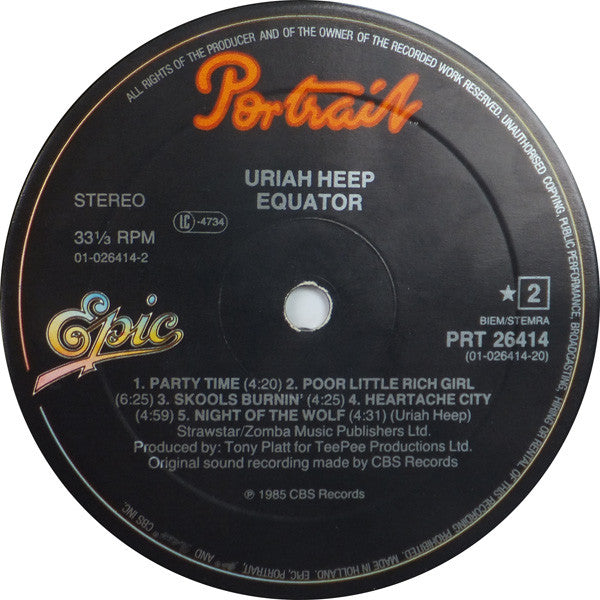 ALL RIGHTS OF THE PRODUCER AND OF THE OWNER OF THE RECORDED WORK RESERVED. UNAUTHORISED COPYING, PUBLIC PERFORMANCE, BROADCASTING, HIRING OR RENTAL OF THIS RECORDING PROHIBITED.
Portrait
URIAH HEEP
EQUATOR
STEREO
LC -4734
33⅓ RPM
01-026414-2
★ 2
BIEM/STEMRA
Epic
PRT 26414
(01-026414-20)
1. PARTY TIME (4:20) 2. POOR LITTLE RICH GIRL
(6:25) 3. SKOOLS BURNIN' (4:25) 4. HEARTACHE CITY
(4:59) 5. NIGHT OF THE WOLF (4:31) (Uriah Heep)
Strawstar/Zomba Music Publishers Ltd.
Produced by: Tony Platt for TeePee Productions Ltd.
Original sound recording made by CBS Records
℗ 1985 CBS Records
MADE IN HOLLAND. EPIC, PORTRAIT, AND CBS INC.